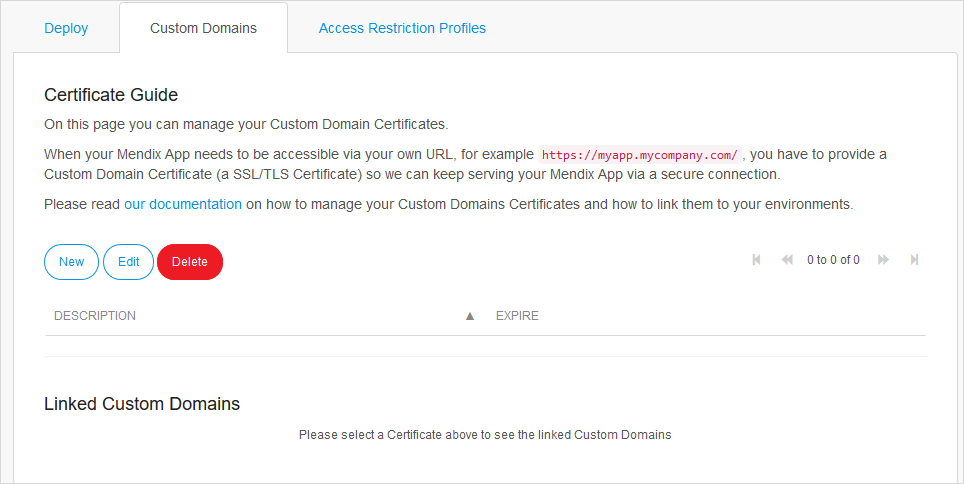 Deploy Custom Domains Access Restriction Profiles
Certificate Guide
On this page you can manage your Custom Domain Certificates.
When your Mendix App needs to be accessible via your own URL, for example https://myapp.mycompany.com/ , you have to provide a
Custom Domain Certificate (a SSL/TLS Certificate) so we can keep serving your Mendix App via a secure connection.
Please read our documentation on how to manage your Custom Domains Certificates and how to link them to your environments.
New Edit Delete 0 to 0 of 0
DESCRIPTION ▲ EXPIRE
Linked Custom Domains
Please select a Certificate above to see the linked Custom Domains